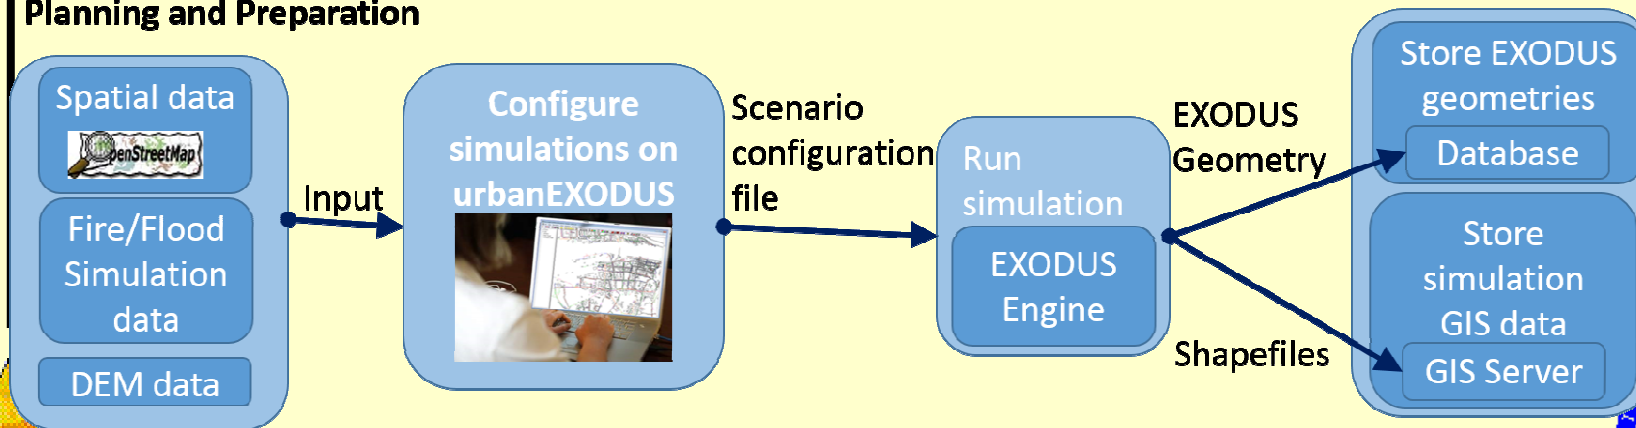 Planning and Preparation
Spatial data
OpenStreetMap
Fire/Flood
Simulation
data
DEM data
Input
Configure
simulations on
urbanEXODUS
Scenario
configuration
file
Run
simulation
EXODUS
Engine
EXODUS
Geometry
Shapefiles
Store EXODUS
geometries
Database
Store
simulation
GIS data
GIS Server